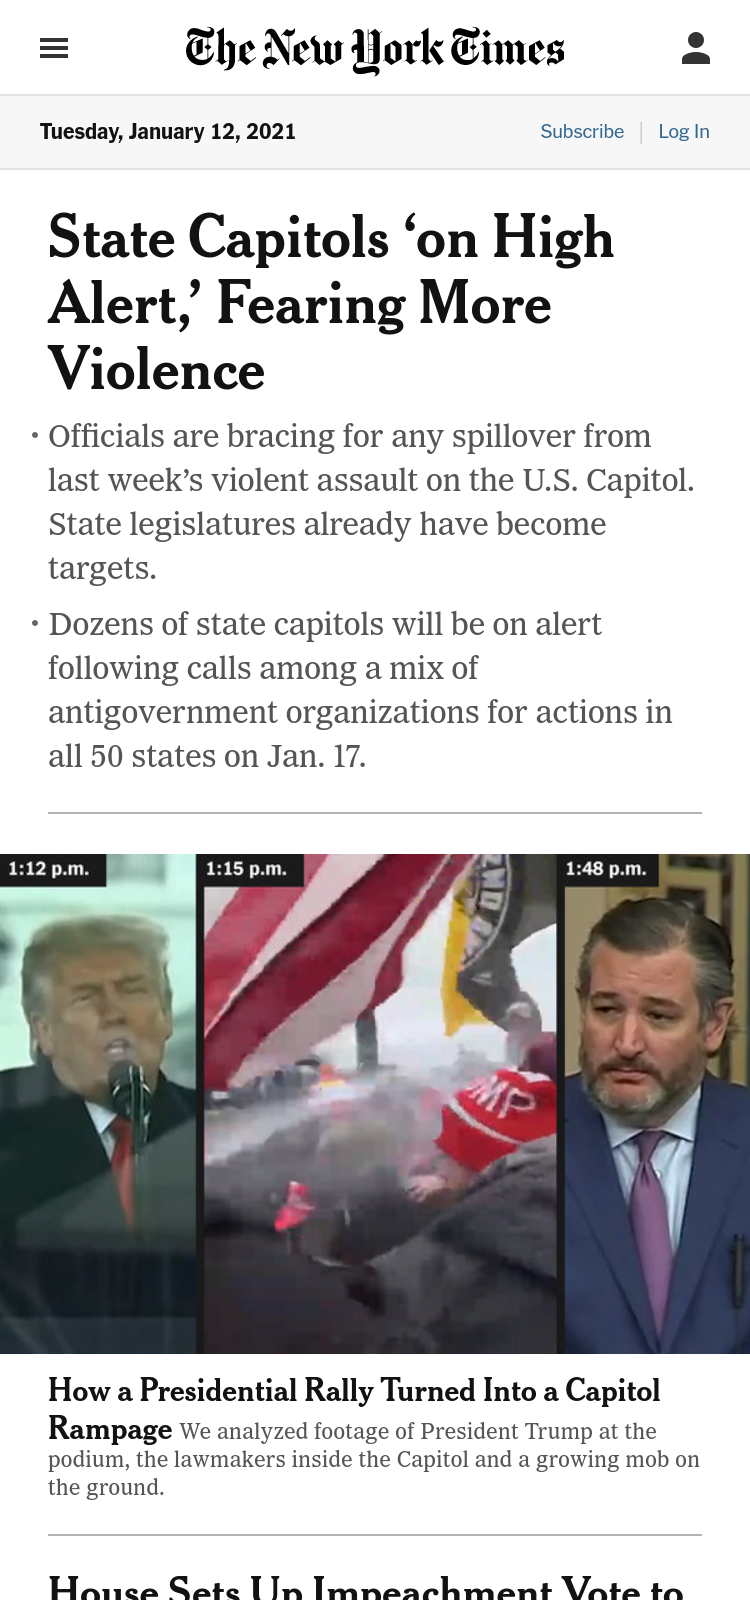 The New York Times
Tuesday, January 12, 2021
Subscribe
Log In
State Capitols ‘on High
Alert,’ Fearing More
Violence
• Officials are bracing for any spillover from
last week’s violent assault on the U.S. Capitol.
State legislatures already have become
targets.
• Dozens of state capitols will be on alert
following calls among a mix of
antigovernment organizations for actions in
all 50 states on Jan. 17.
1:12 p.m.
1:15 p.m.
1:48 p.m.
How a Presidential Rally Turned Into a Capitol
Rampage We analyzed footage of President Trump at the
podium, the lawmakers inside the Capitol and a growing mob on
the ground.
House Sets Up Impeachment Vote to